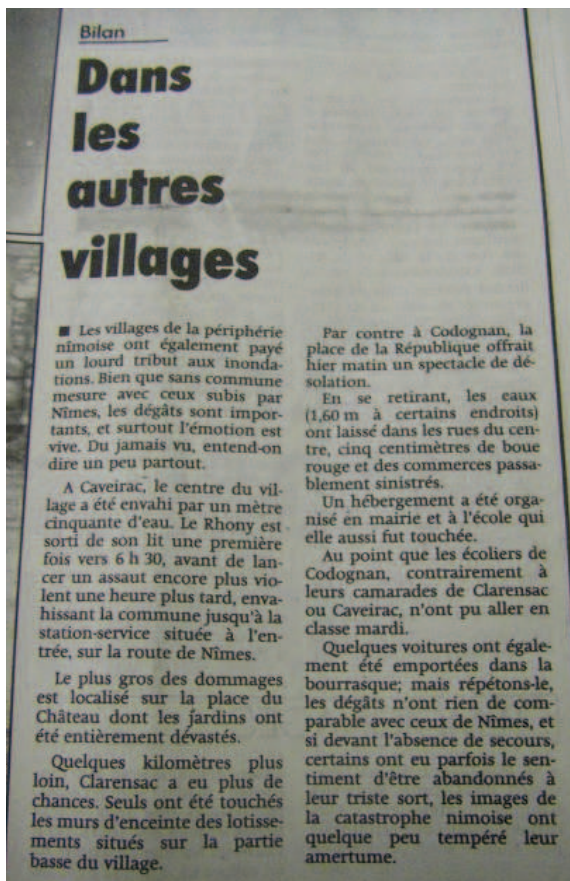 Bilan
Dans
les
autres
villages
■ Les villages de la périphérie
nîmoise ont également payé
un lourd tribut aux inonda-
tions. Bien que sans commune
mesure avec ceux subis par
Nîmes, les dégâts sont impor-
tants, et surtout l'émotion est
vive. Du jamais vu, entend-on
dire un peu partout.
A Caveirac, le centre du vil-
lage a été envahi par un mètre
cinquante d'eau. Le Rhony est
sorti de son lit une première
fois vers 6 h 30, avant de lan-
cer un assaut encore plus vio-
lent une heure plus tard, enva-
hissant la commune jusqu'à la
station-service située à l'en-
trée, sur la route de Nîmes.
Le plus gros des dommages
est localisé sur la place du
Château dont les jardins ont
été entièrement dévastés.
Quelques kilomètres plus
loin, Clarensac a eu plus de
chances. Seuls ont été touchés
les murs d'enceinte des lotisse-
ments situés sur la partie
basse du village.
Par contre à Codognan, la
place de la République offrait
hier matin un spectacle de dé-
solation.
En se retirant, les eaux
(1,60 m à certains endroits)
ont laissé dans les rues du cen-
tre, cinq centimètres de boue
rouge et des commerces passa-
blement sinistrés.
Un hébergement a été orga-
nisé en mairie et à l'école qui
elle aussi fut touchée.
Au point que les écoliers de
Codognan, contrairement à
leurs camarades de Clarensac
ou Caveirac, n'ont pu aller en
classe mardi.
Quelques voitures ont égale-
ment été emportées dans la
bourrasque; mais répétons-le,
les dégâts n'ont rien de com-
parable avec ceux de Nîmes, et
si devant l'absence de secours,
certains ont eu parfois le sen-
timent d'être abandonnés à
leur triste sort, les images de
la catastrophe nimoise ont
quelque peu tempéré leur
amertume.